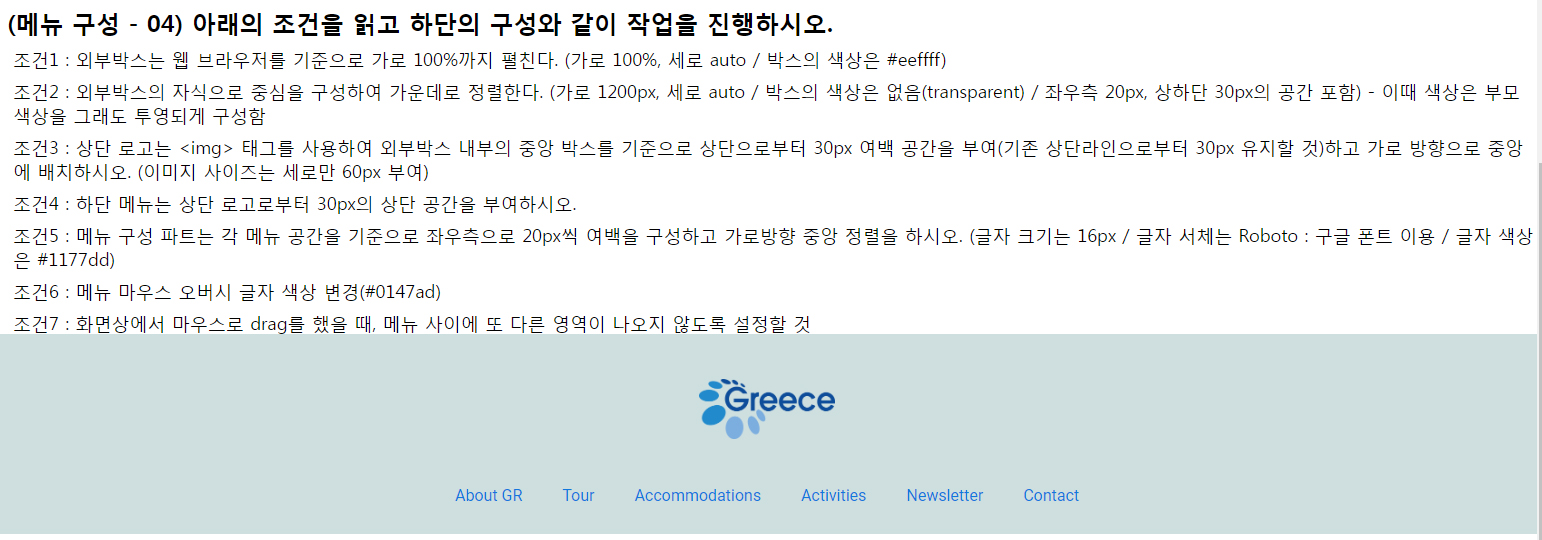 (메뉴 구성 - 04) 아래의 조건을 읽고 하단의 구성와 같이 작업을 진행하시오.
조건1 : 외부박스는 웹 브라우저를 기준으로 가로 100%까지 펼친다. (가로 100%, 세로 auto / 박스의 색상은 #eeffff)
조건2 : 외부박스의 자식으로 중심을 구성하여 가운데로 정렬한다. (가로 1200px, 세로 auto / 박스의 색상은 없음(transparent) / 좌우측 20px, 상하단 30px의 공간 포함) - 이때 색상은 부모
색상을 그래도 투영되게 구성함
조건3 : 상단 로고는 <img> 태그를 사용하여 외부박스 내부의 중앙 박스를 기준으로 상단으로부터 30px 여백 공간을 부여(기존 상단라인으로부터 30px 유지할 것)하고 가로 방향으로 중앙
에 배치하시오. (이미지 사이즈는 세로만 60px 부여)
조건4 : 하단 메뉴는 상단 로고로부터 30px의 상단 공간을 부여하시오.
조건5 : 메뉴 구성 파트는 각 메뉴 공간을 기준으로 좌우측으로 20px씩 여백을 구성하고 가로방향 중앙 정렬을 하시오. (글자 크기는 16px / 글자 서체는 Roboto : 구글 폰트 이용 / 글자 색상
은 #1177dd)
조건6 : 메뉴 마우스 오버시 글자 색상 변경(#0147ad)
조건7 : 화면상에서 마우스로 drag를 했을 때, 메뉴 사이에 또 다른 영역이 나오지 않도록 설정할 것
Greece
About GR Tour Accommodations Activities Newsletter Contact